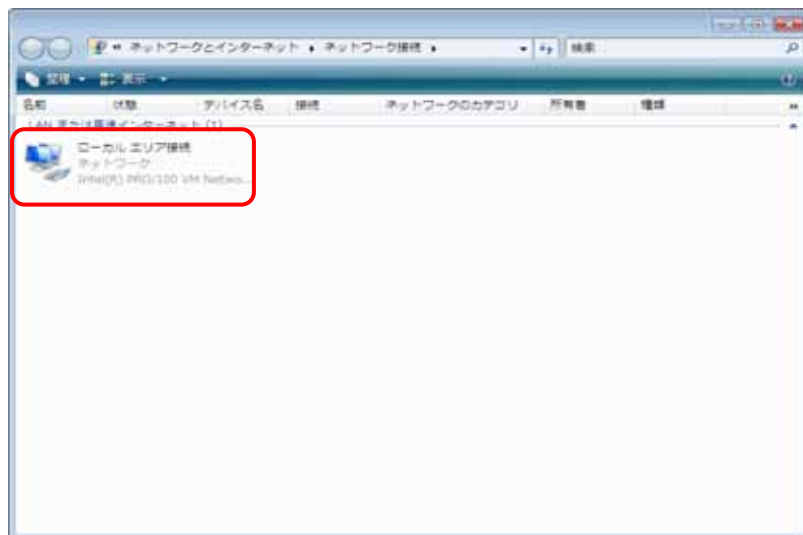 « ネットワークとインターネット ▸ ネットワーク接続 ▸ 検索
整理 表示
名前 状態 デバイス名 接続 ネットワークのカテゴリ 所有者 種類 »
LAN または高速インターネット (1)
ローカル エリア接続
ネットワーク
Intel(R) PRO/100 VM Networ...